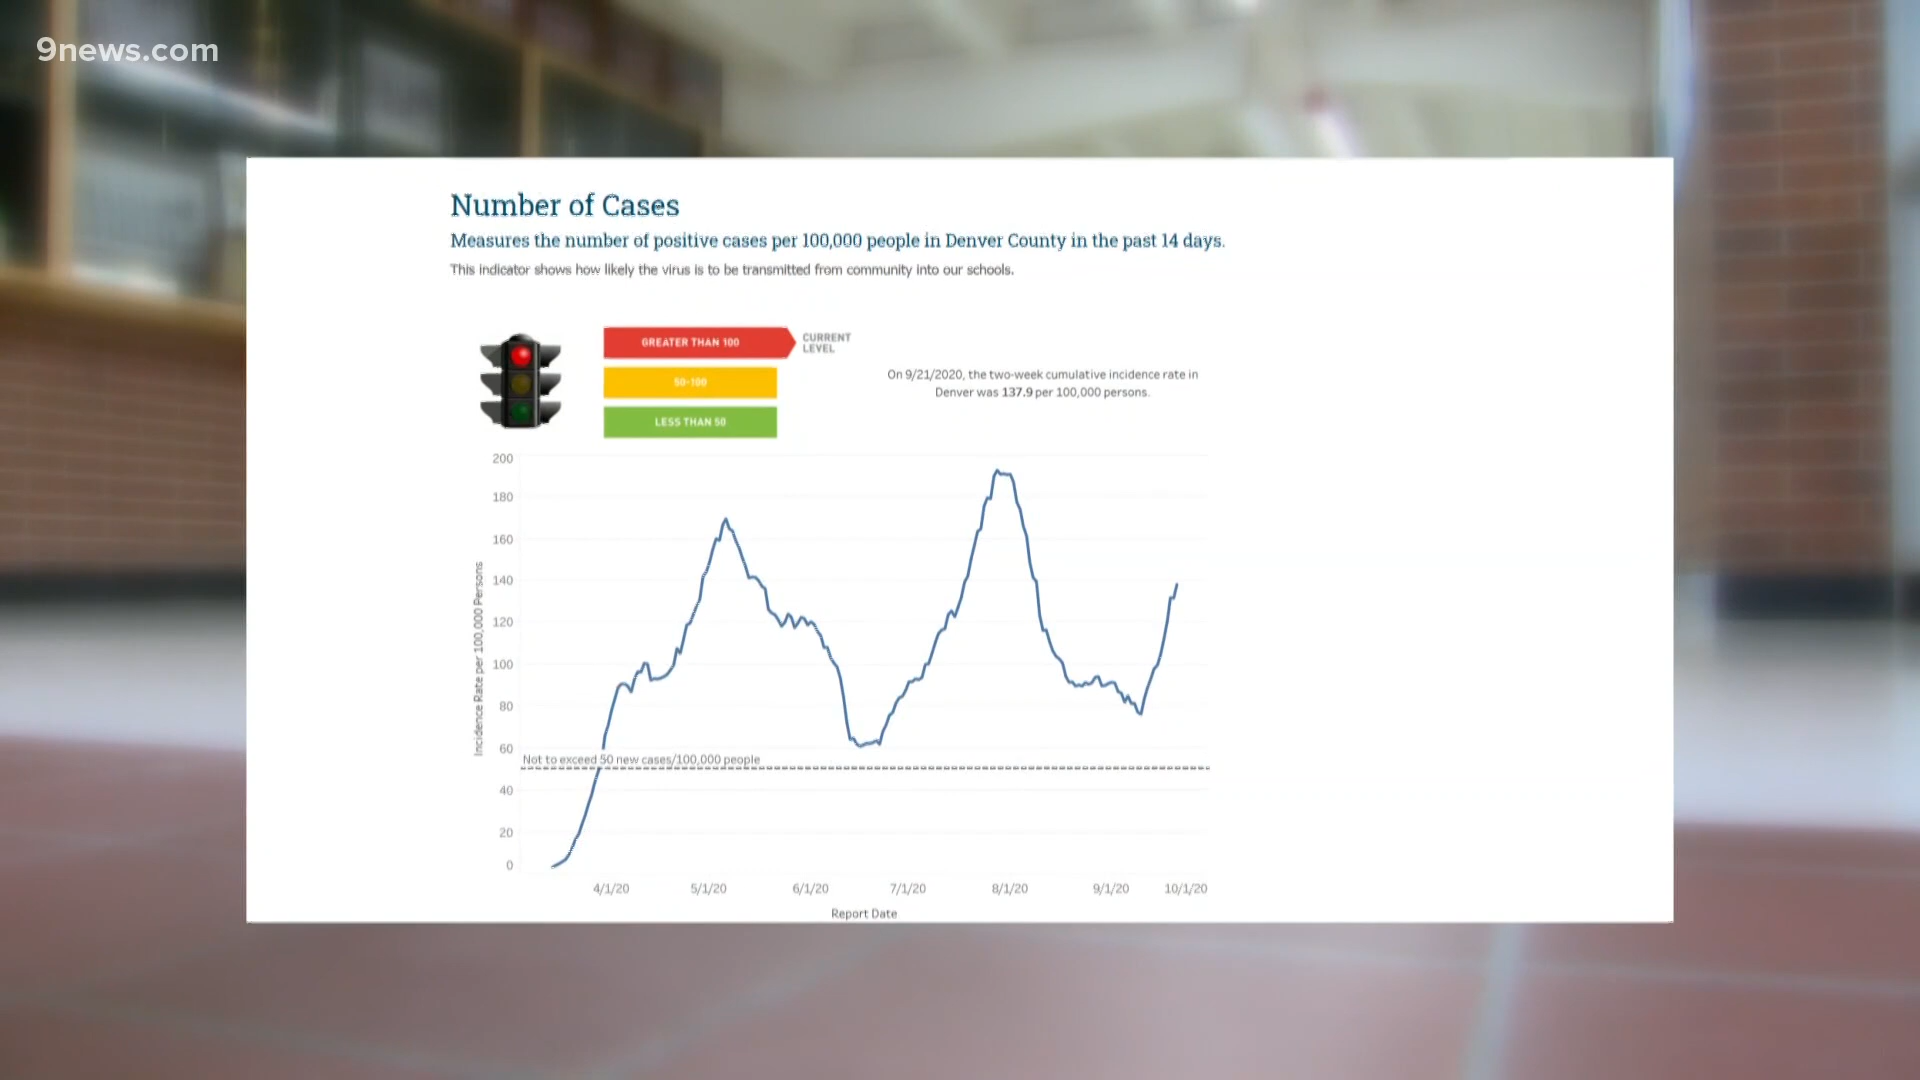 9news.com
Number of Cases
Measures the number of positive cases per 100,000 people in Denver County in the past 14 days.
This indicator shows how likely the virus is to be transmitted from community into our schools.
GREATER THAN 100
CURRENT
LEVEL
50-100
LESS THAN 50
On 9/21/2020, the two-week cumulative incidence rate in
Denver was 137.9 per 100,000 persons.
200
180
160
140
120
100
80
60
40
20
0
Incidence Rate per 100,000 Persons
Not to exceed 50 new cases/100,000 people
4/1/20 5/1/20 6/1/20 7/1/20 8/1/20 9/1/20 10/1/20
Report Date